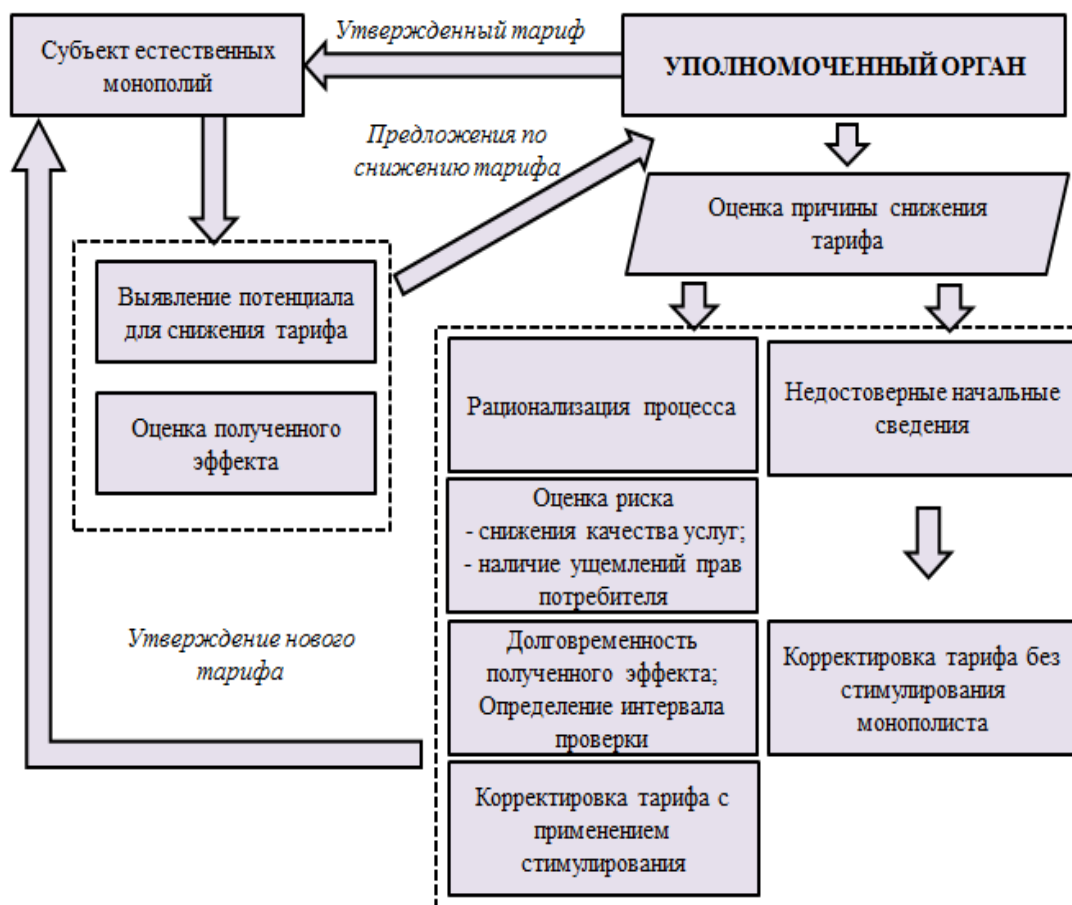 Субъект естественных
монополий
Утвержденный тариф
УПОЛНОМОЧЕННЫЙ ОРГАН
Предложения по
снижению тарифа
Оценка причины снижения
тарифа
Выявление потенциала
для снижения тарифа
Оценка полученного
эффекта
Рационализация процесса
Недостоверные начальные
сведения
Оценка риска
- снижения качества услуг;
- наличие ущемлений прав
потребителя
Утверждение нового
тарифа
Долговременность
полученного эффекта;
Определение интервала
проверки
Корректировка тарифа без
стимулирования
монополиста
Корректировка тарифа с
применением
стимулирования